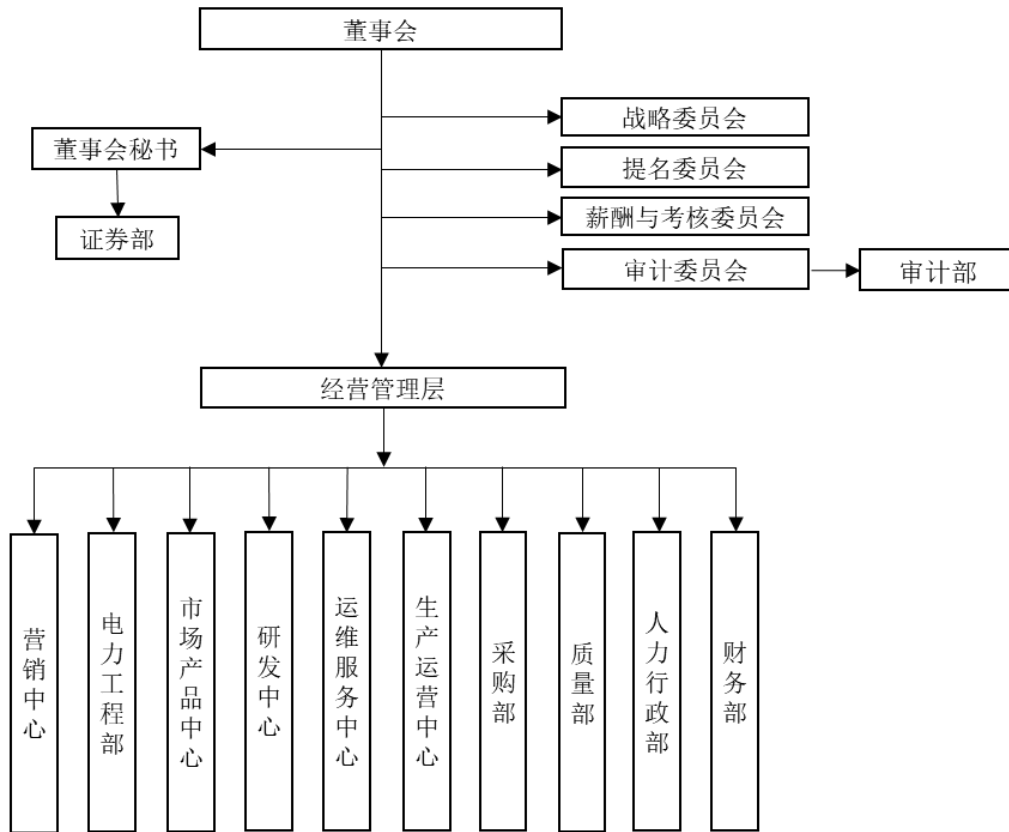 董事会
战略委员会
董事会秘书
提名委员会
薪酬与考核委员会
证券部
审计委员会
审计部
经营管理层
营销中心
电力工程部
市场产品中心
研发中心
运维服务中心
生产运营中心
采购部
质量部
人力行政部
财务部